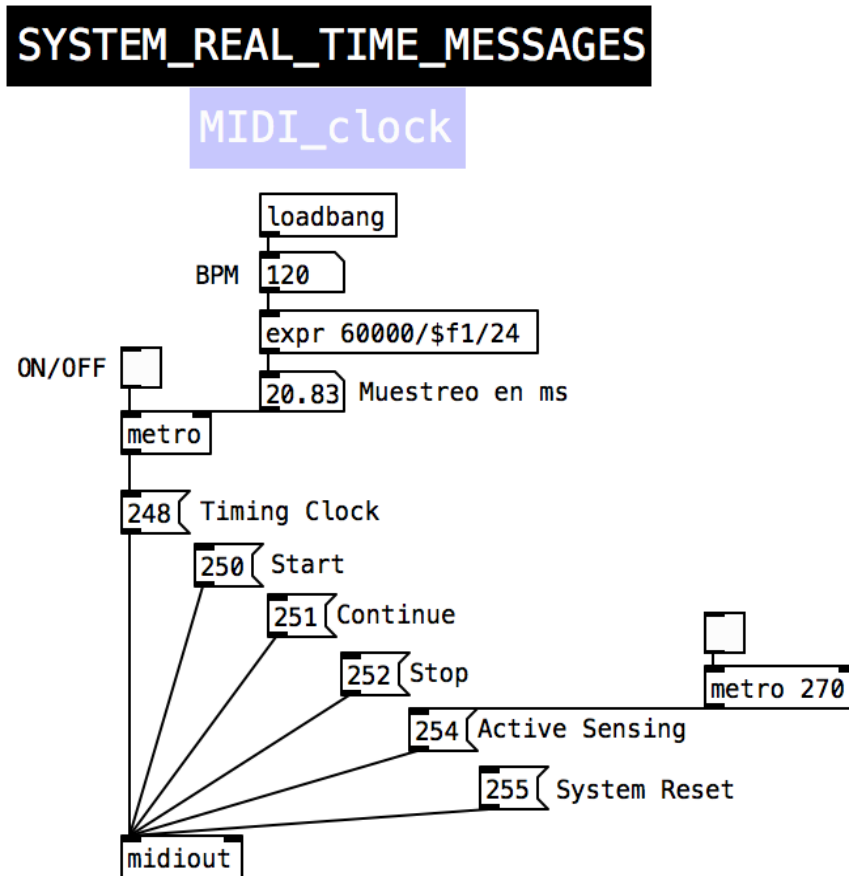 SYSTEM_REAL_TIME_MESSAGES
MIDI_clock
loadbang
BPM 120
expr 60000/$f1/24
ON/OFF
20.83 Muestreo en ms
metro
248 Timing Clock
250 Start
251 Continue
252 Stop
metro 270
254 Active Sensing
255 System Reset
midiout